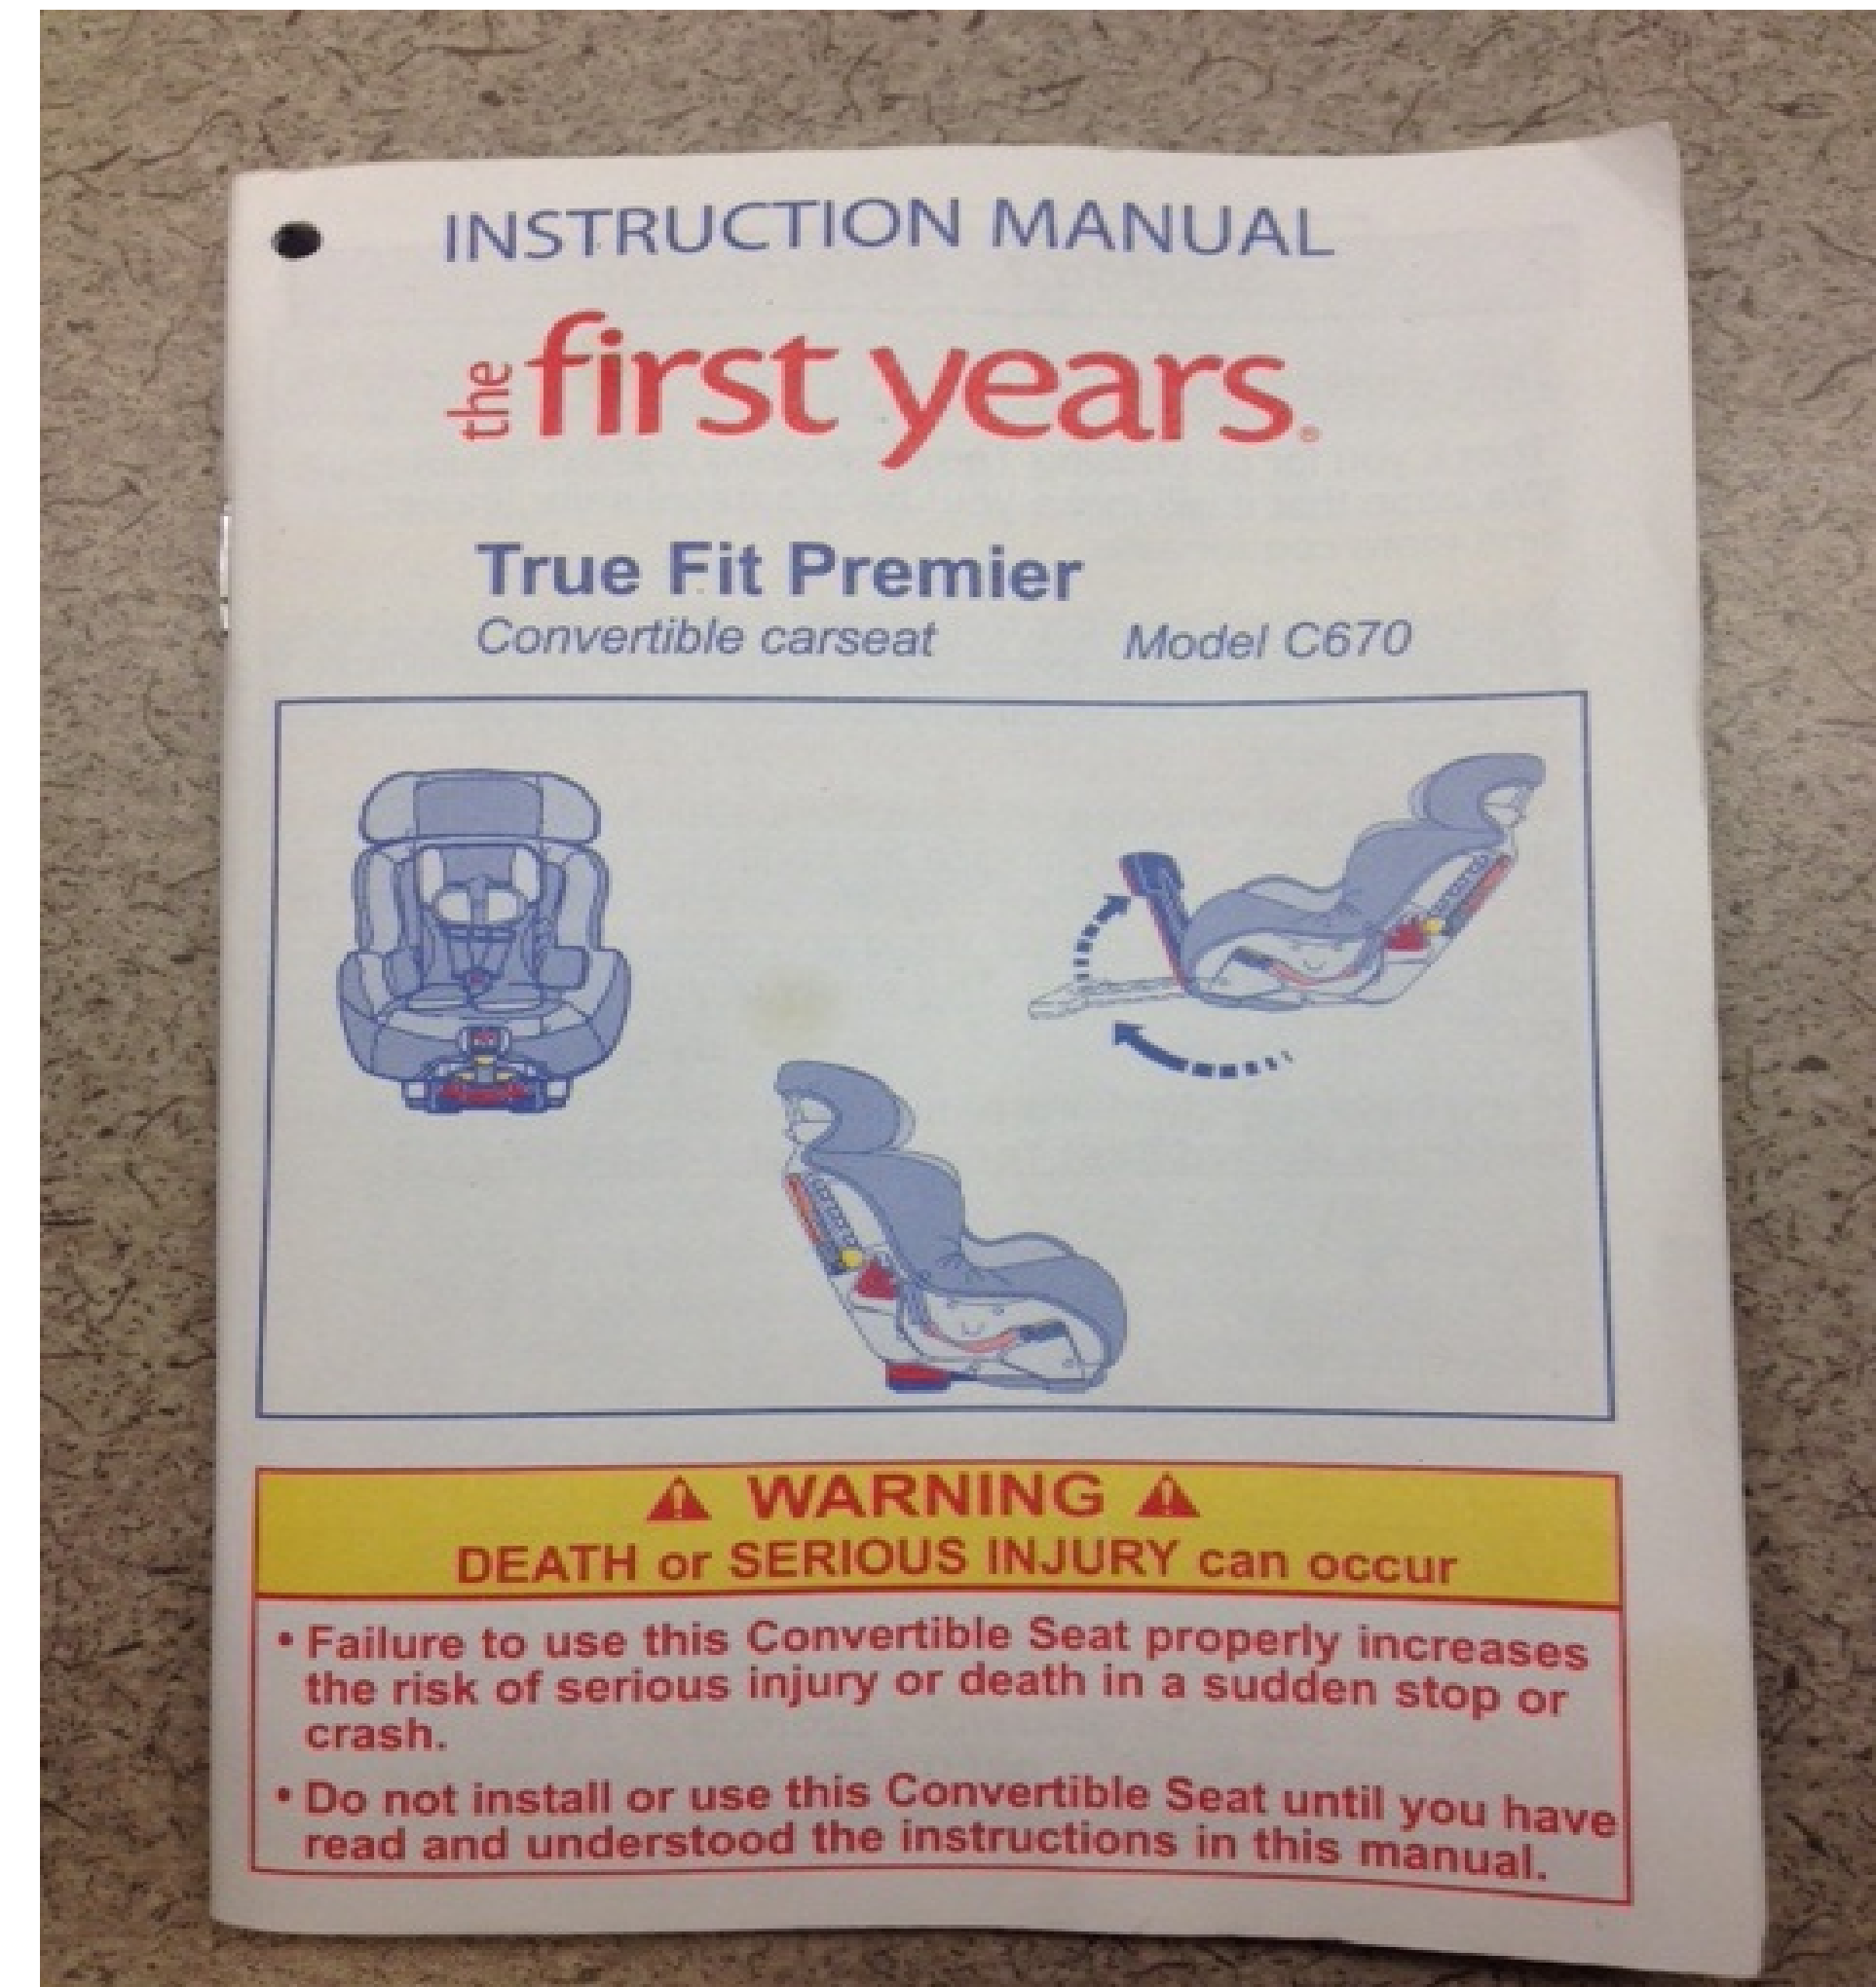 INSTRUCTION MANUAL
the first years®
True Fit Premier
Convertible carseat Model C670
WARNING
DEATH or SERIOUS INJURY can occur
• Failure to use this Convertible Seat properly increases
the risk of serious injury or death in a sudden stop or
crash.
• Do not install or use this Convertible Seat until you have
read and understood the instructions in this manual.